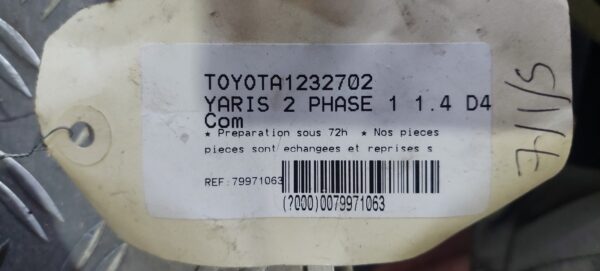 TOYOTA1232702
YARIS 2 PHASE 1 1.4 D4
Com
* Preparation sous 72h * Nos pieces
pieces sont echangees et reprises s
REF:79971063
(?000)0079971063
7/1/5